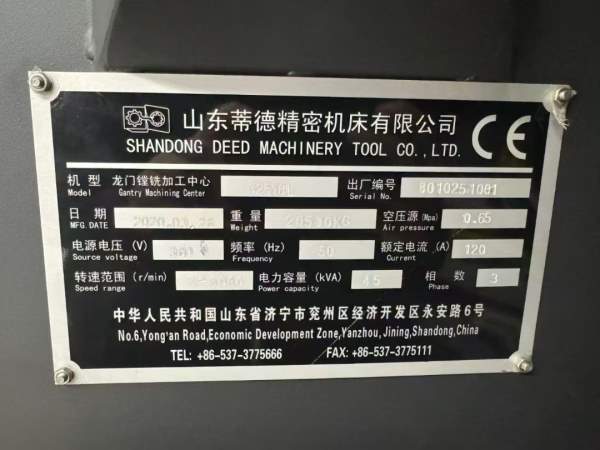 山东蒂德精密机床有限公司
SHANDONG DEED MACHINERY TOOL CO.,LTD.
CE
机型 龙门镗铣加工中心 出厂编号 8010251001
Model Gantry Machining Center Serial No.
日期 2020.03.28 重量 KG 空压源 (Mpa) 0.65
MFG.DATE Weight Air pressure
电源电压 (V) 频率 (Hz) 50 额定电流 (A) 120
Source voltage Frequency Current
转速范围 (r/min) 电力容量 (kVA) 45 相数 3
Speed range Power capacity Phase
中华人民共和国山东省济宁市兖州区经济开发区永安路6号
No.6,Yong'an Road,Economic Development Zone,Yanzhou,Jining,Shandong,China
TEL: +86-537-3775666 FAX: +86-537-3775111